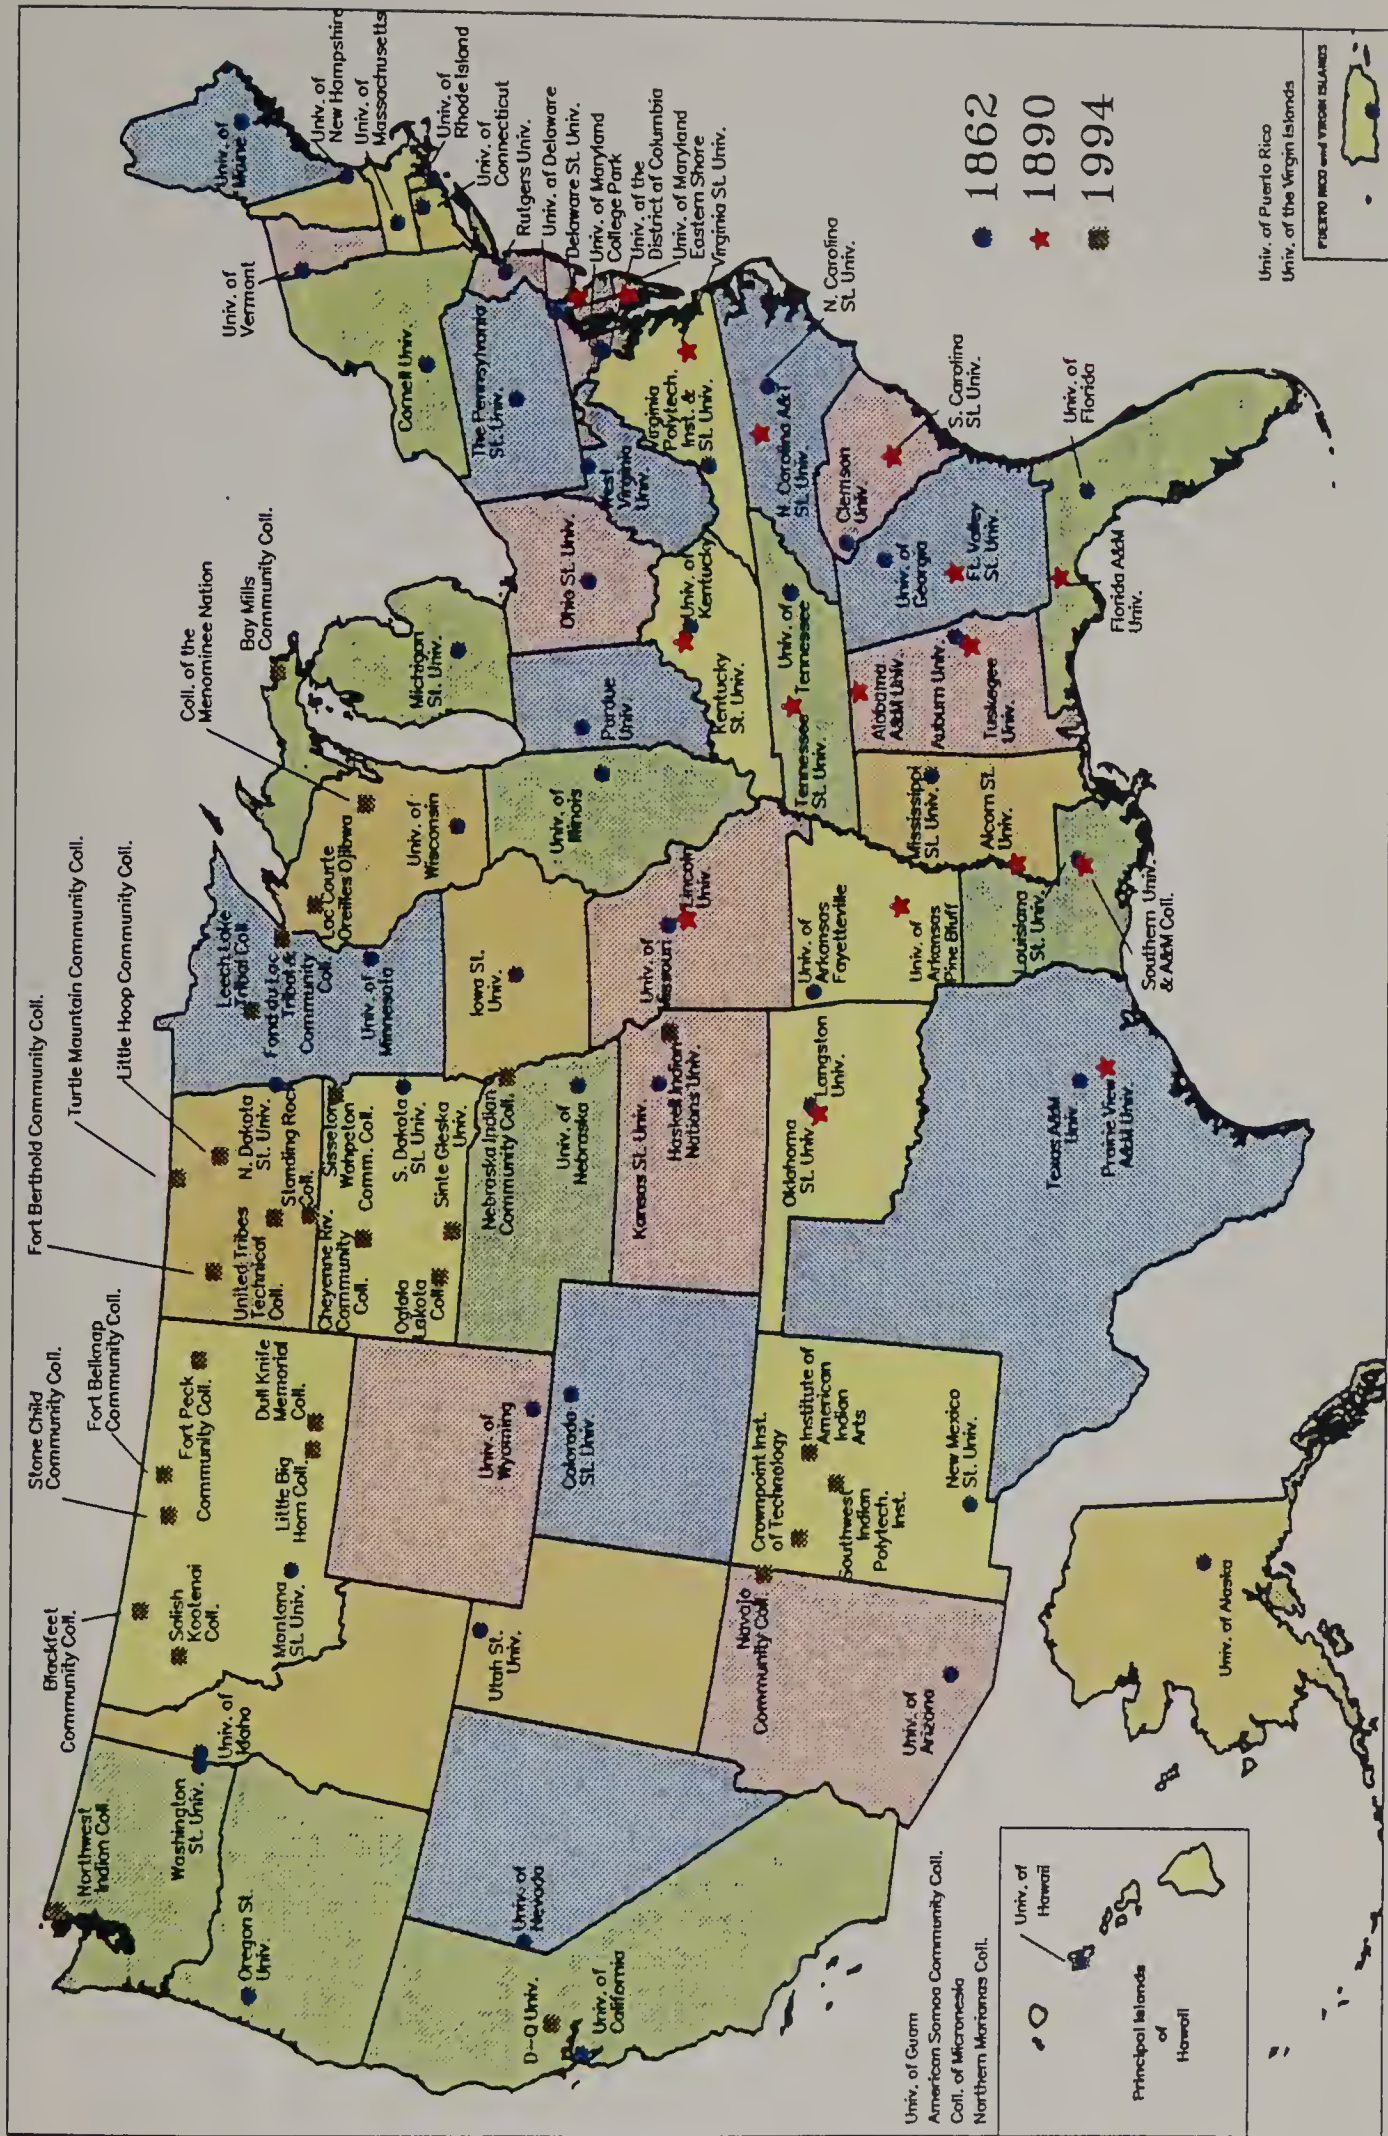 Blackfeet
Community Coll.
Stone Child
Community Coll.
Fort Belknap
Community Coll.
Fort Berthold Community Coll.
Turtle Mountain Community Coll.
Little Hoop Community Coll.
Coll. of the
Menominee Nation
Bay Mills
Community Coll.
Univ. of
Vermont
Univ. of
Maine
Univ. of
New Hampshire
Univ. of
Massachusetts
Univ. of
Rhode Island
Univ. of
Connecticut
Rutgers Univ.
Univ. of Delaware
Delaware St. Univ.
Univ. of Maryland
College Park
Univ. of the
District of Columbia
Univ. of Maryland
Eastern Shore
Virginia St. Univ.
Northwest
Indian Coll.
Washington
St. Univ.
Oregon St.
Univ.
Univ. of
Idaho
Salish
Kootenai
Coll.
Montana
St. Univ.
Fort Peck
Community Coll.
Little Big
Horn Coll.
Dull Knife
Memorial
Coll.
United Tribes
Technical
Coll.
N. Dakota
St. Univ.
Standing Rock
Coll.
Cheyenne Riv.
Community
Coll.
Sisseton
Wahpeton
Comm. Coll.
Oglala
Lakota
Coll.
S. Dakota
St. Univ.
Sinte Gleska
Univ.
Leech Lake
Tribal Coll.
Fond du Lac
Tribal &
Community
Coll.
Univ. of
Minnesota
Lac Courte
Oreilles Ojibwa
Univ. of
Wisconsin
Michigan
St. Univ.
Cornell Univ.
The Pennsylvania
St. Univ.
D-Q Univ.
Univ. of
California
Univ. of
Nevada
Utah St.
Univ.
Univ. of
Wyoming
Colorado
St. Univ.
Nebraska Indian
Community Coll.
Univ. of
Nebraska
Iowa St.
Univ.
Univ. of
Illinois
Purdue
Univ.
Ohio St. Univ.
West
Virginia
Univ.
Virginia
Polytech.
Inst. &
St. Univ.
Kansas St. Univ.
Haskell Indian
Nations Univ.
Univ. of
Missouri
Lincoln
Univ.
Kentucky
St. Univ.
Univ. of
Kentucky
Navajo
Community Coll.
Univ. of
Arizona
Crownpoint Inst.
of Technology
Institute of
American
Indian
Arts
Southwest
Indian
Polytech.
Inst.
New Mexico
St. Univ.
Oklahoma
St. Univ.
Langston
Univ.
Univ. of
Arkansas
Fayetteville
Univ. of
Arkansas
Pine Bluff
Tennessee
St. Univ.
Univ. of
Tennessee
N. Carolina A&T
St. Univ.
N. Carolina
St. Univ.
Clemson
Univ.
S. Carolina
St. Univ.
Mississippi
St. Univ.
Alcorn St.
Univ.
Alabama
A&M Univ.
Auburn Univ.
Tuskegee
Univ.
Univ. of
Georgia
Ft. Valley
St. Univ.
Texas A&M
Univ.
Prairie View
A&M Univ.
Louisiana
St. Univ.
Southern Univ.
& A&M Coll.
Florida A&M
Univ.
Univ. of
Florida
1862
1890
1994
Univ. of Guam
American Somoa Community Coll.
Coll. of Micronesia
Northern Marianas Coll.
Univ. of
Hawaii
Principal Islands
of
Hawaii
Univ. of Alaska
Univ. of Puerto Rico
Univ. of the Virgin Islands
PUERTO RICO and VIRGIN ISLANDS